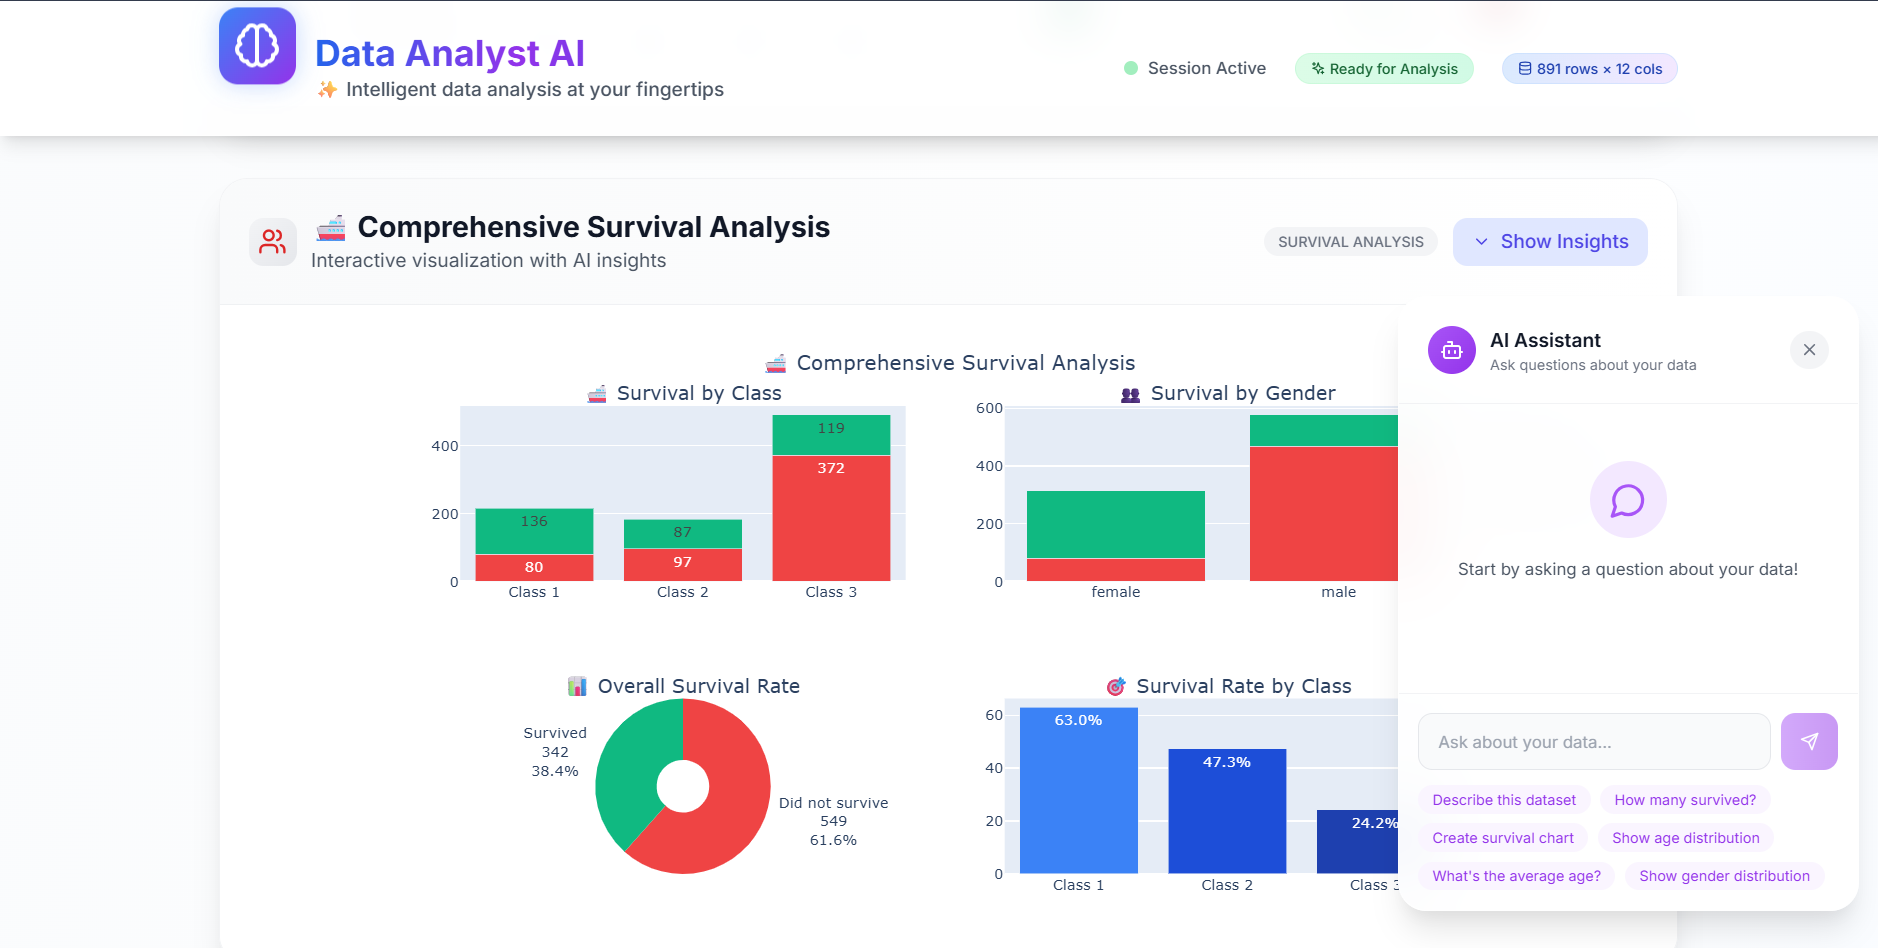 Data Analyst AI
✨ Intelligent data analysis at your fingertips
Session Active
Ready for Analysis
891 rows × 12 cols
🚢 Comprehensive Survival Analysis
Interactive visualization with AI insights
SURVIVAL ANALYSIS
Show Insights
🚢 Comprehensive Survival Analysis
🚢 Survival by Class
400
200
0
136
80
87
97
119
372
Class 1
Class 2
Class 3
👥 Survival by Gender
600
400
200
0
female
male
📊 Overall Survival Rate
Survived
342
38.4%
Did not survive
549
61.6%
🎯 Survival Rate by Class
60
40
20
0
63.0%
47.3%
24.2%
Class 1
Class 2
Class 3
AI Assistant
Ask questions about your data
Start by asking a question about your data!
Ask about your data...
Describe this dataset
How many survived?
Create survival chart
Show age distribution
What's the average age?
Show gender distribution